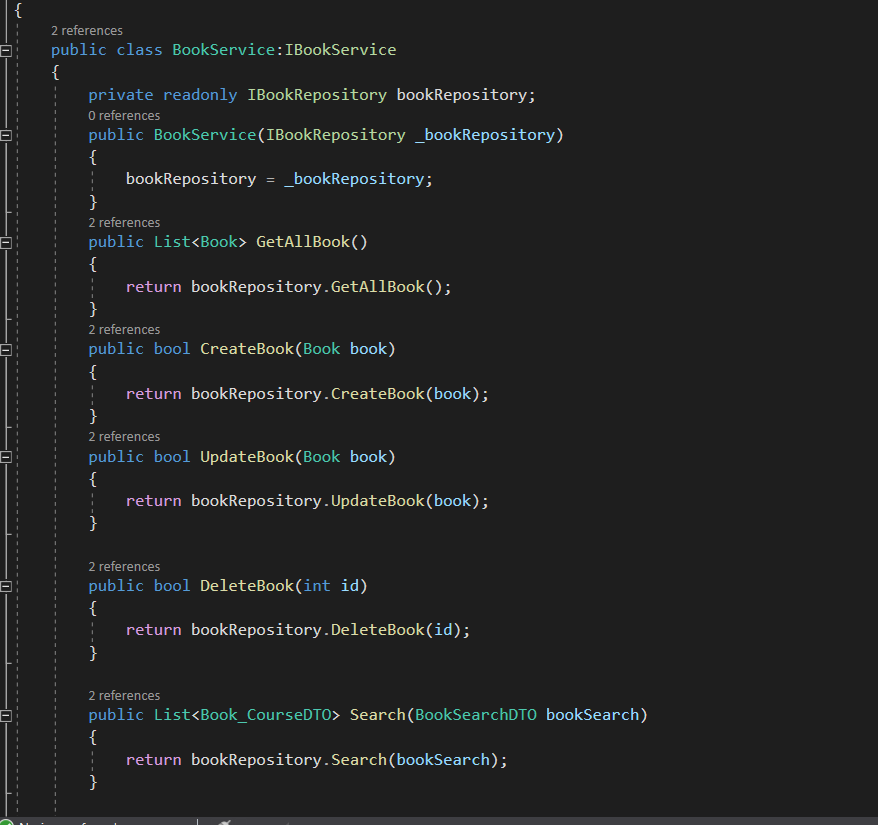 {
2 references
public class BookService:IBookService
{
private readonly IBookRepository bookRepository;
0 references
public BookService(IBookRepository _bookRepository)
{
bookRepository = _bookRepository;
}
2 references
public List<Book> GetAllBook()
{
return bookRepository.GetAllBook();
}
2 references
public bool CreateBook(Book book)
{
return bookRepository.CreateBook(book);
}
2 references
public bool UpdateBook(Book book)
{
return bookRepository.UpdateBook(book);
}
2 references
public bool DeleteBook(int id)
{
return bookRepository.DeleteBook(id);
}
2 references
public List<Book_CourseDTO> Search(BookSearchDTO bookSearch)
{
return bookRepository.Search(bookSearch);
}